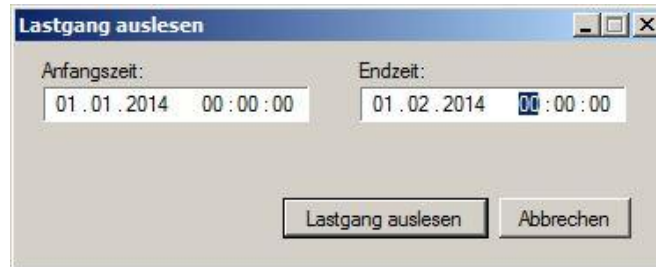 Lastgang auslesen
Anfangszeit: Endzeit:
01 . 01 . 2014 00 : 00 : 00 01 . 02 . 2014 00 : 00 : 00
Lastgang auslesen Abbrechen